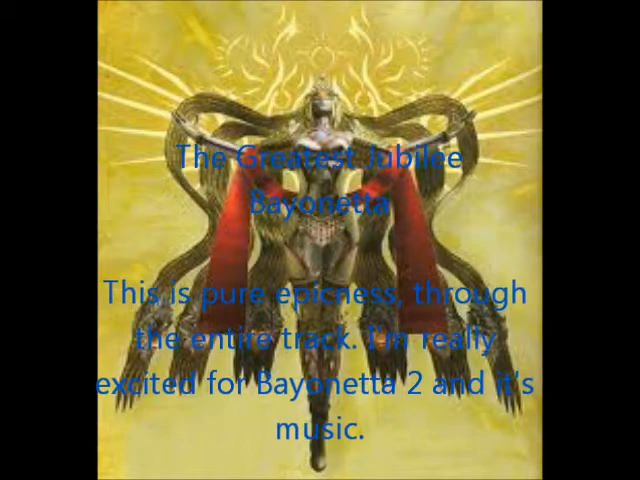 The Greatest Jubilee
Bayonetta
This is pure epicness, through
the entire track. I'm really
excited for Bayonetta 2 and it's
music.